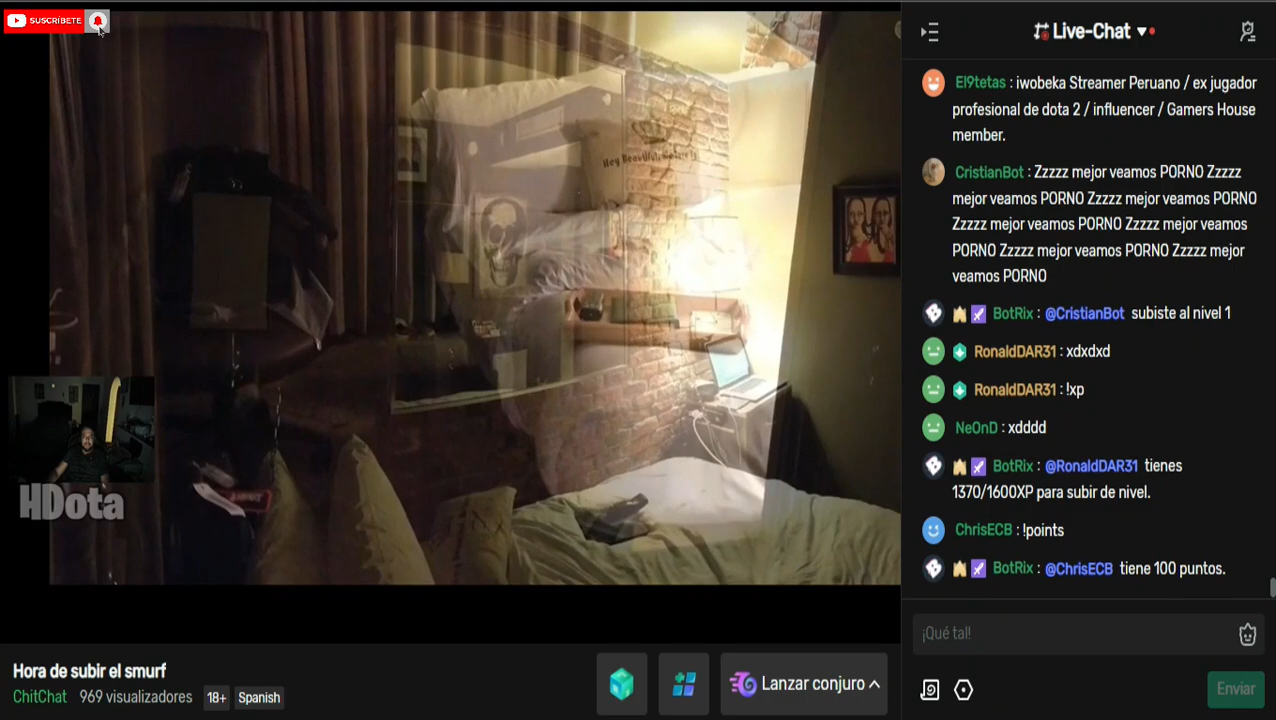 SUSCRÍBETE
Hey Beautiful,
HDota
Hora de subir el smurf
ChitChat 969 visualizadores 18+ Spanish
Lanzar conjuro
Live-Chat
El9tetas : iwobeka Streamer Peruano / ex jugador
profesional de dota 2 / influencer / Gamers House
member.
CristianBot : Zzzzz mejor veamos PORNO Zzzzz
mejor veamos PORNO Zzzzz mejor veamos PORNO
Zzzzz mejor veamos PORNO Zzzzz mejor veamos
PORNO Zzzzz mejor veamos PORNO Zzzzz mejor
veamos PORNO
BotRix : @CristianBot subiste al nivel 1
RonaldDAR31 : xdxdxd
RonaldDAR31 : !xp
NeOnD : xdddd
BotRix : @RonaldDAR31 tienes
1370/1600XP para subir de nivel.
ChrisECB : !points
BotRix : @ChrisECB tiene 100 puntos.
¡Qué tal!
Enviar